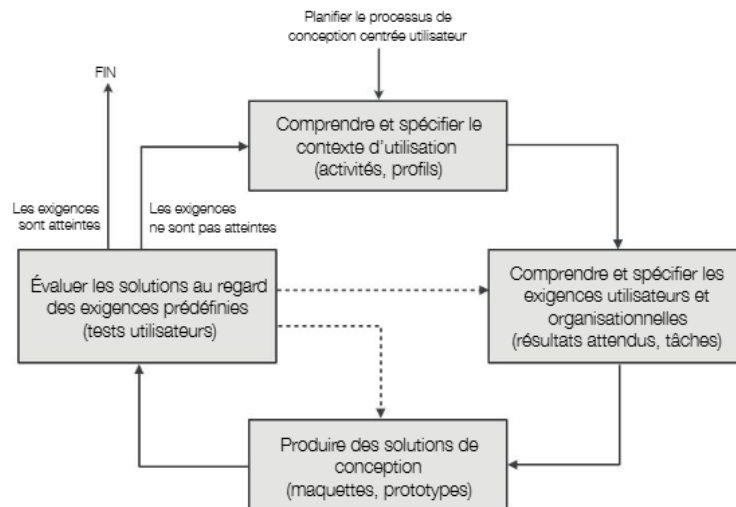 Planifier le processus de
conception centrée utilisateur
FIN
Comprendre et spécifier le
contexte d'utilisation
(activités, profils)
Les exigences
sont atteintes
Les exigences
ne sont pas atteintes
Évaluer les solutions au regard
des exigences prédéfinies
(tests utilisateurs)
Comprendre et spécifier les
exigences utilisateurs et
organisationnelles
(résultats attendus, tâches)
Produire des solutions de
conception
(maquettes, prototypes)